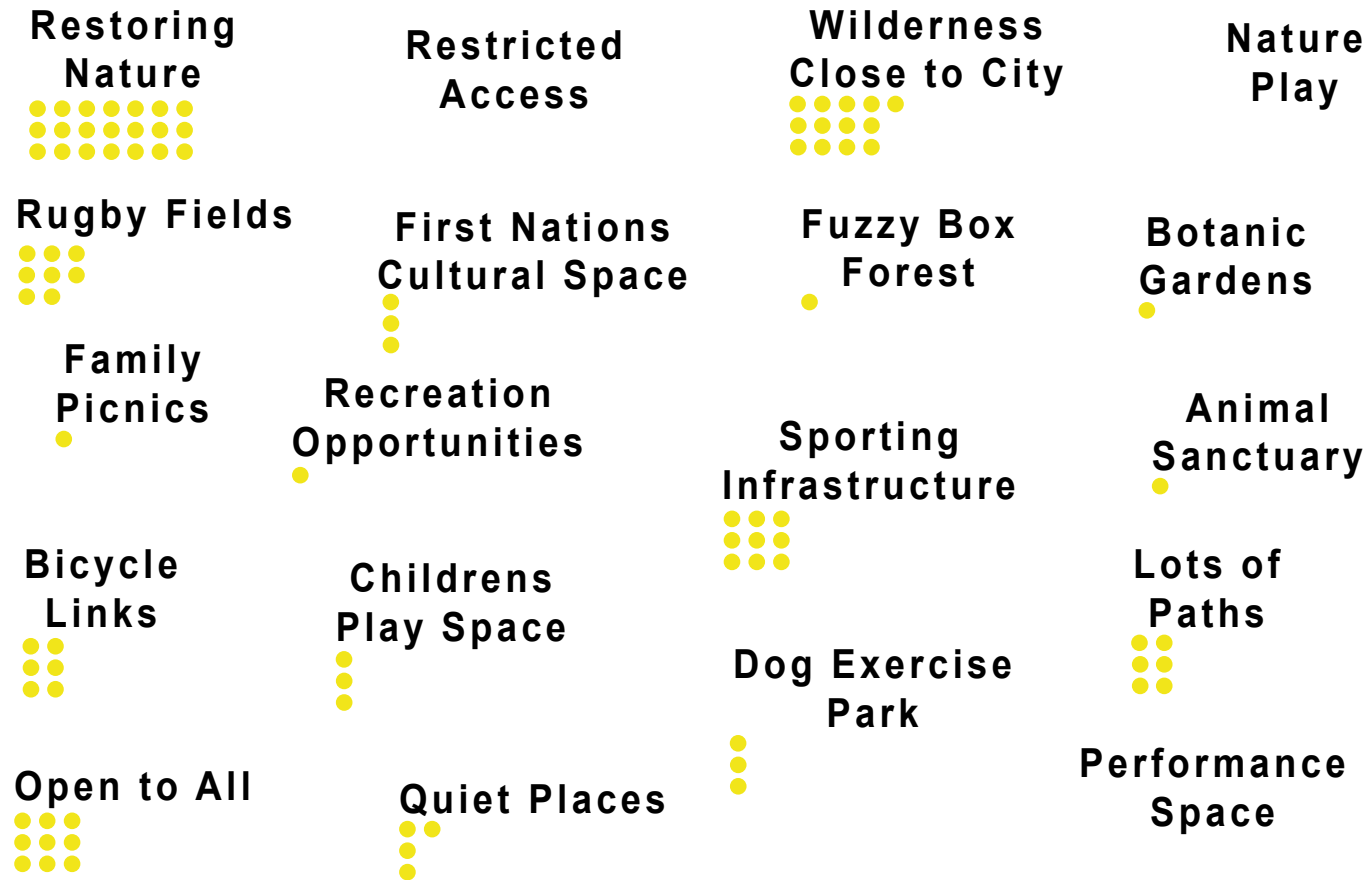 Restoring
Nature
Restricted
Access
Wilderness
Close to City
Nature
Play
Rugby Fields
First Nations
Cultural Space
Fuzzy Box
Forest
Botanic
Gardens
Family
Picnics
Recreation
Opportunities
Sporting
Infrastructure
Animal
Sanctuary
Bicycle
Links
Childrens
Play Space
Dog Exercise
Park
Lots of
Paths
Open to All
Quiet Places
Performance
Space